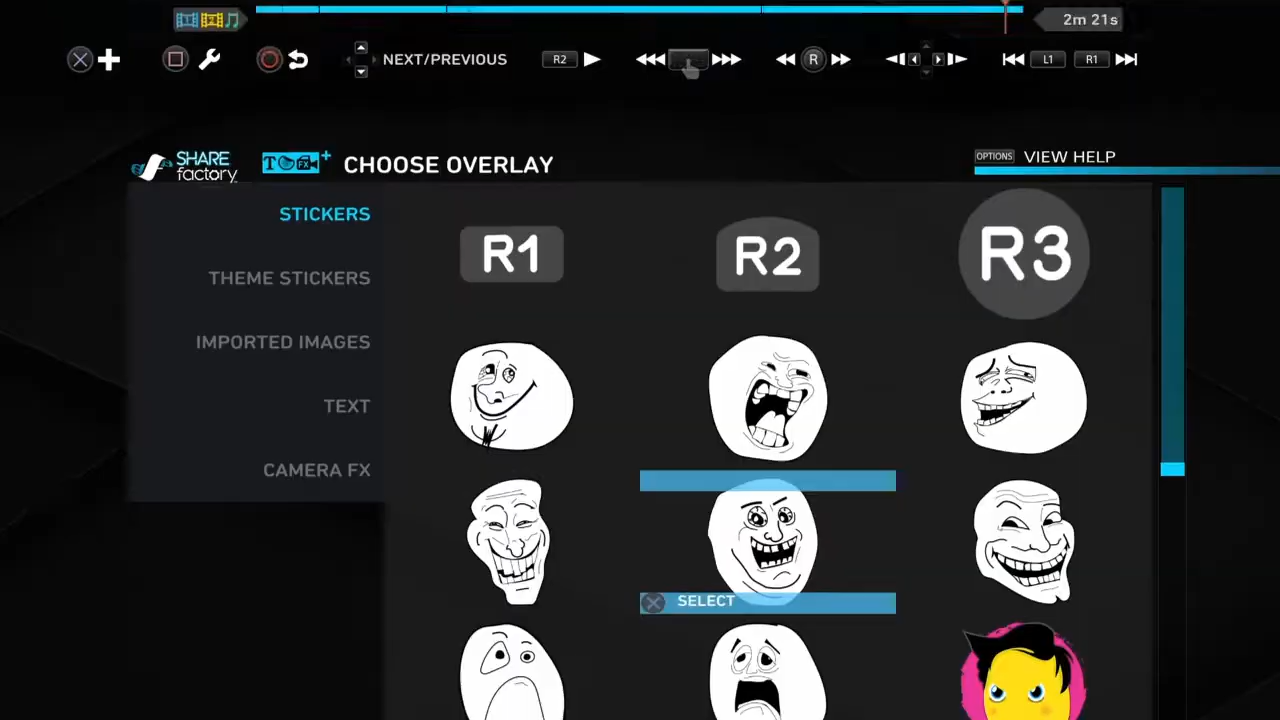 2m 21s
NEXT/PREVIOUS
R2
R
L1
R1
SHARE
factory
T FX
CHOOSE OVERLAY
OPTIONS
VIEW HELP
STICKERS
THEME STICKERS
IMPORTED IMAGES
TEXT
CAMERA FX
R1
R2
R3
SELECT